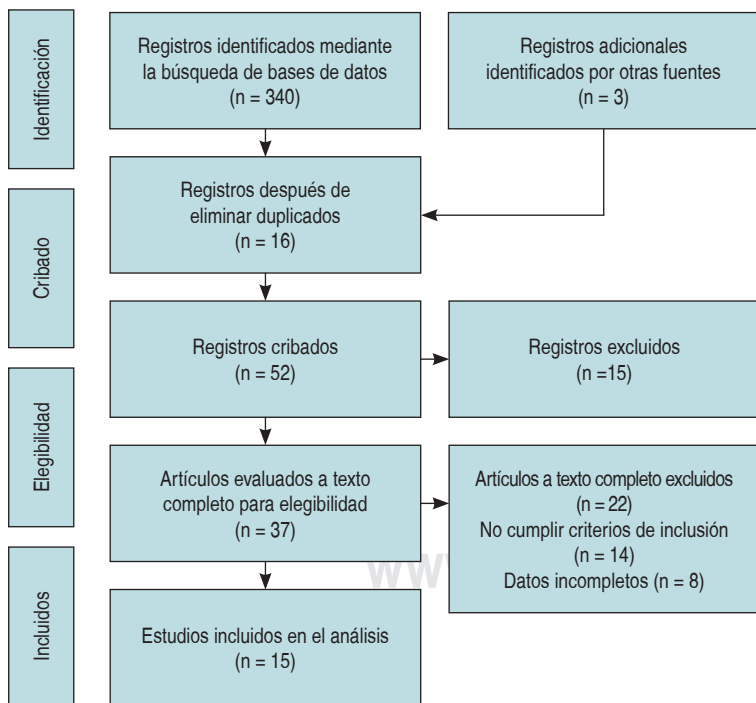 Identificación
Registros identificados mediante
la búsqueda de bases de datos
(n = 340)
Registros adicionales
identificados por otras fuentes
(n = 3)
Cribado
Registros después de
eliminar duplicados
(n = 16)
Registros cribados
(n = 52)
Registros excluidos
(n =15)
Elegibilidad
Artículos evaluados a texto
completo para elegibilidad
(n = 37)
Artículos a texto completo excluidos
(n = 22)
No cumplir criterios de inclusión
(n = 14)
Datos incompletos (n = 8)
www
Incluidos
Estudios incluidos en el análisis
(n = 15)